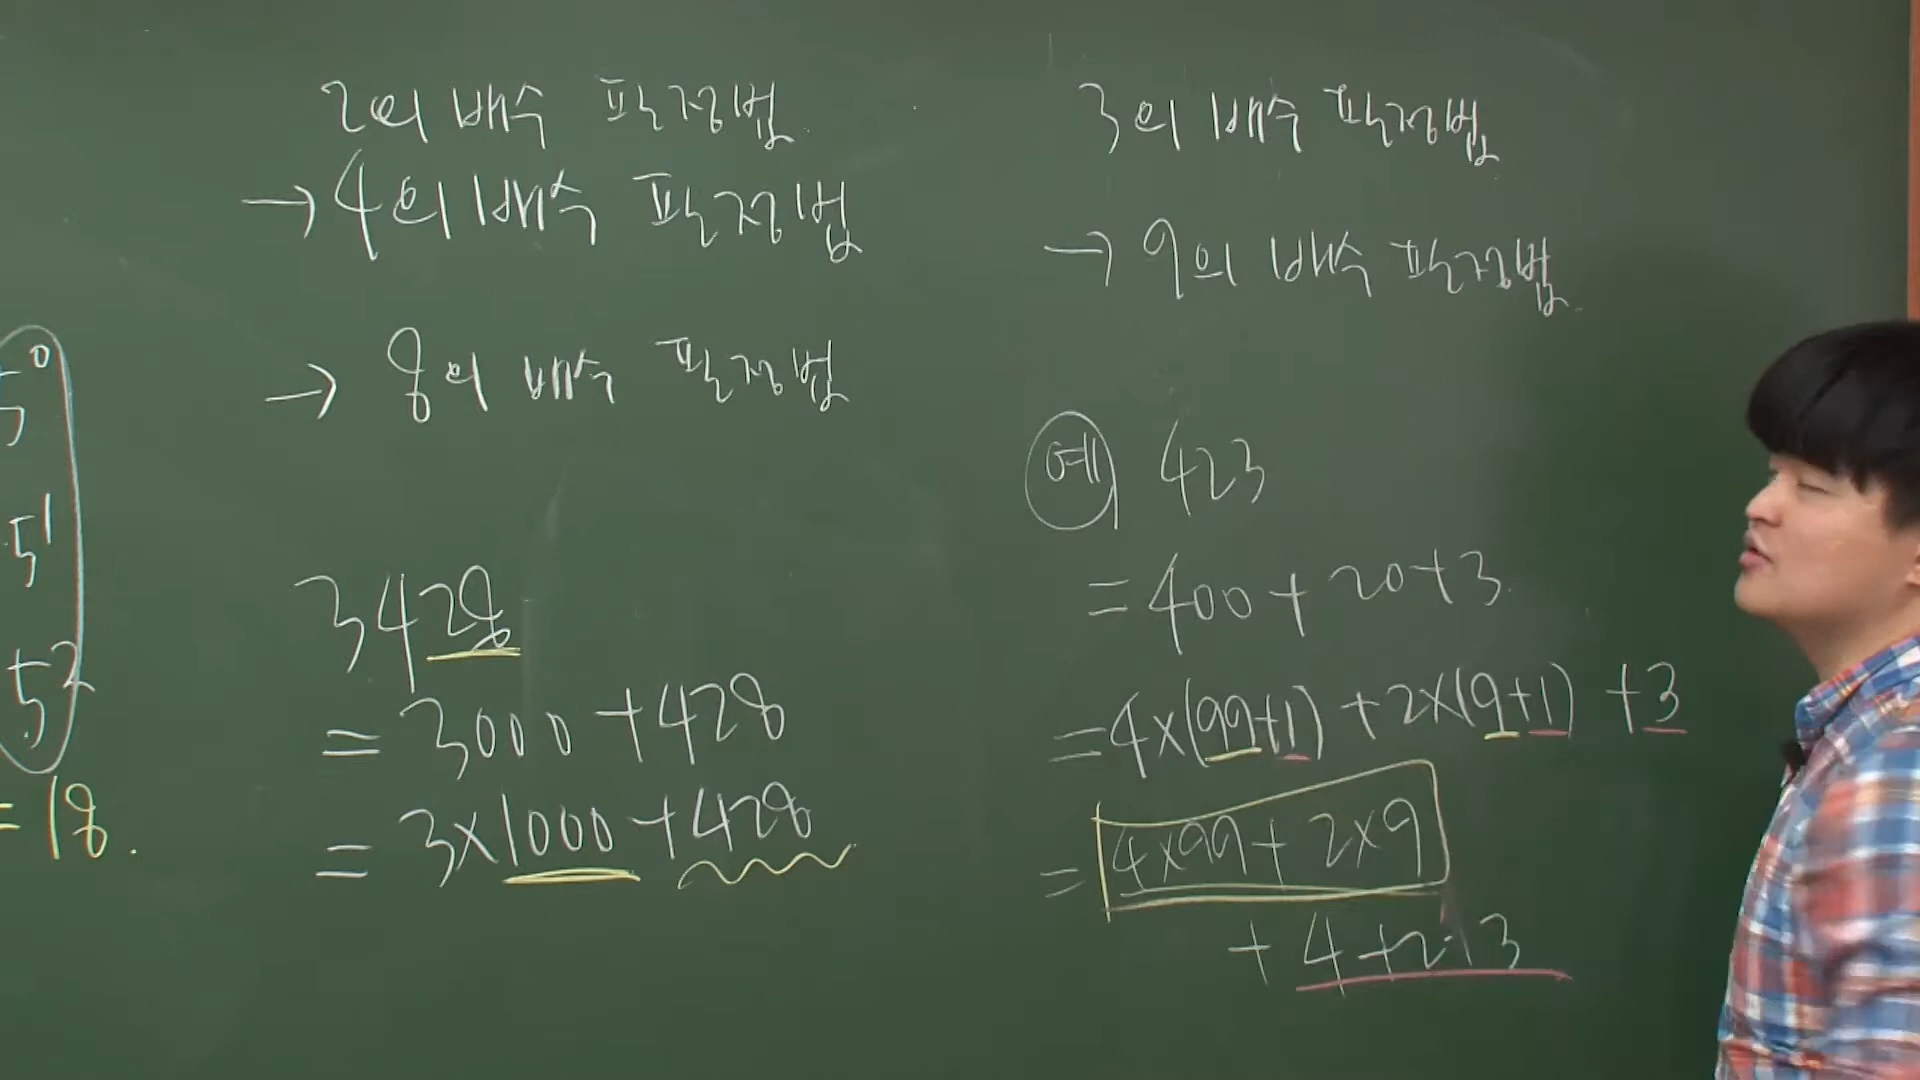 5⁰
5¹
5²
= 18.
2의 배수 판정법
→ 4의 배수 판정법
→ 8의 배수 판정법
3428
= 3000 + 428
= 3×1000 + 428
3의 배수 판정법
→ 9의 배수 판정법
예 423
= 400 + 20 + 3
= 4×(99+1) + 2×(9+1) + 3
= 4×99 + 2×9
+ 4 + 2 + 3